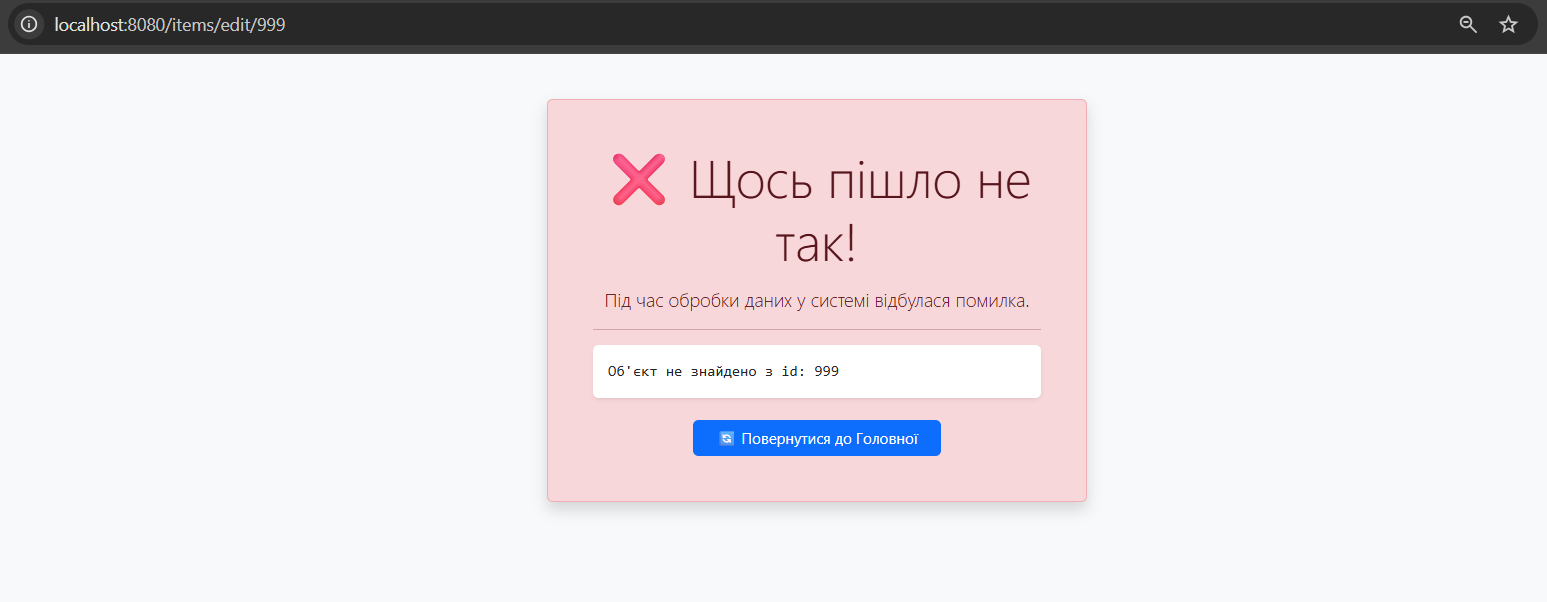 localhost:8080/items/edit/999
❌ Щось пішло не
так!
Під час обробки даних у системі відбулася помилка.
Об'єкт не знайдено з id: 999
🔄 Повернутися до Головної